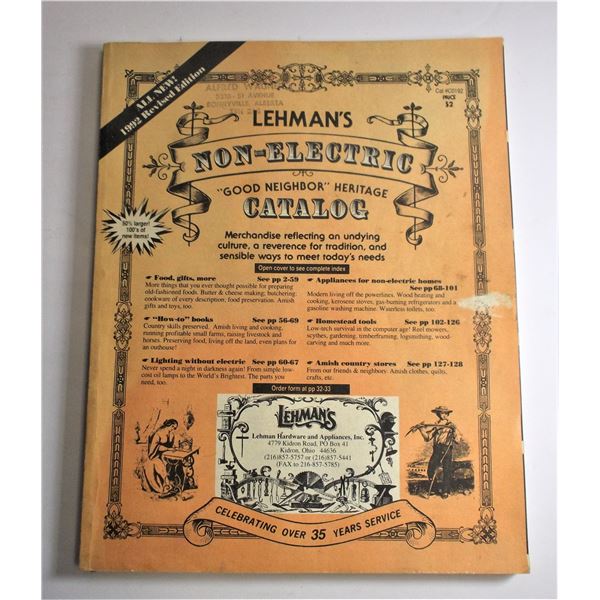 ALL NEW!
1992 Revised Edition
ALFRED
5310 - 51 AVENUE
BONNYVILLE, ALBERTA
Cat #C0192
PRICE
$2
LEHMAN'S
NON-ELECTRIC
"GOOD NEIGHBOR" HERITAGE
CATALOG
50% larger!
100's of
new items!
Merchandise reflecting an undying
culture, a reverence for tradition, and
sensible ways to meet today's needs
Open cover to see complete index
Food, gifts, more See pp 2-59
More things that you ever thought possible for preparing
old-fashioned foods. Butter & cheese making; butchering;
cookware of every description; food preservation. Amish
gifts and toys, too.
"How-to" books See pp 56-69
Country skills preserved. Amish living and cooking,
running profitable small farms, raising livestock and
horses. Preserving food, living off the land, even plans for
an outhouse!
Lighting without electric See pp 60-67
Never spend a night in darkness again! From simple low-
cost oil lamps to the World's Brightest. The parts you
need, too.
Appliances for non-electric homes
See pp 68-101
Modern living off the powerlines. Wood heating and
cooking, kerosene stoves, gas-burning refrigerators and a
gasoline washing machine. Waterless toilets, too.
Homestead tools See pp 102-126
Low-tech survival in the computer age! Reel mowers,
scythes, gardening, timberframing, logsmithing, wood-
carving and much more.
Amish country stores See pp 127-128
From our friends & neighbors. Amish clothes, quilts,
crafts, etc.
Order form at pp 32-33
LEHMAN'S
Lehman Hardware and Appliances, Inc.
4779 Kidron Road, PO Box 41
Kidron, Ohio 44636
(216)857-5757 or (216)857-5441
(FAX to 216-857-5785)
CELEBRATING OVER 35 YEARS SERVICE